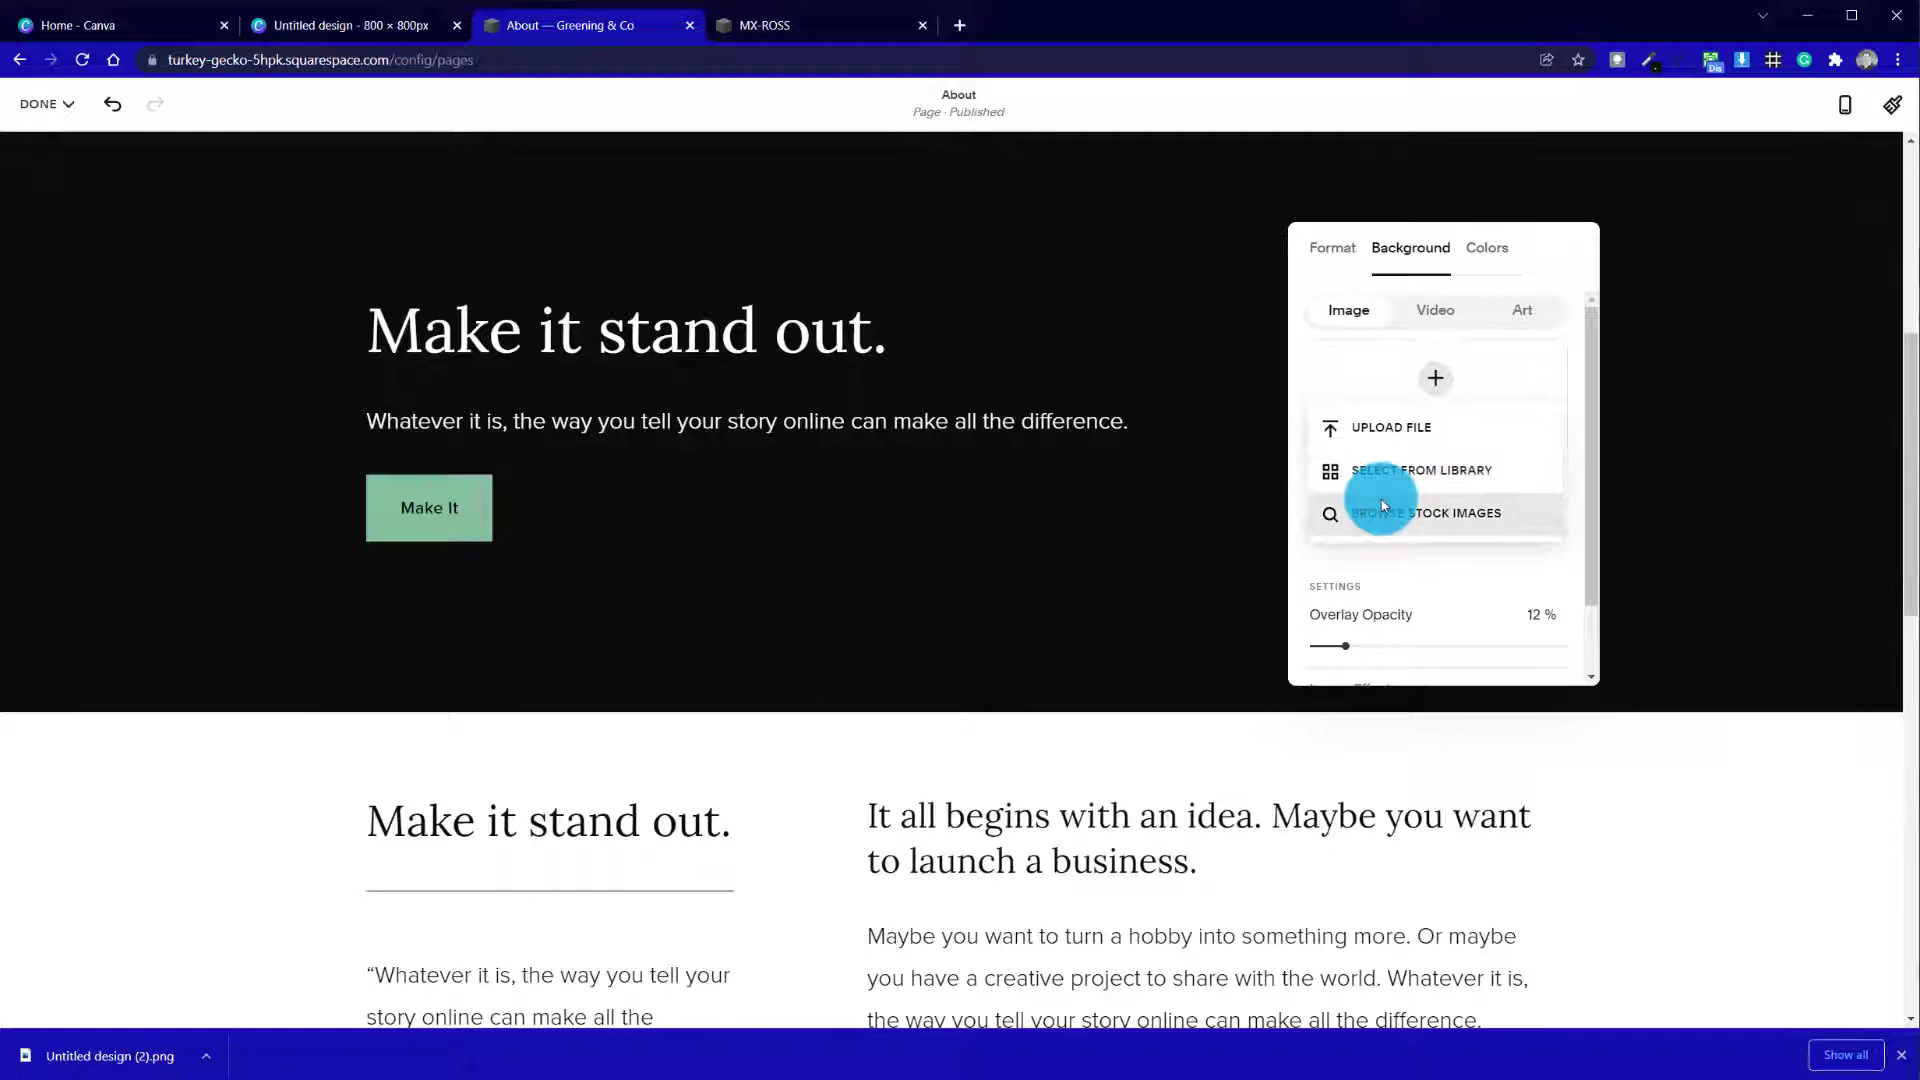 Home - Canva
Untitled design - 800 × 800px
About — Greening & Co
MX-ROSS
turkey-gecko-5hpk.squarespace.com/config/pages
Dis
DONE
About
Page · Published
Make it stand out.
Whatever it is, the way you tell your story online can make all the difference.
Make It
Format Background Colors
Image Video Art
UPLOAD FILE
SELECT FROM LIBRARY
BROWSE STOCK IMAGES
SETTINGS
Overlay Opacity 12 %
Make it stand out.
“Whatever it is, the way you tell your
story online can make all the
It all begins with an idea. Maybe you want
to launch a business.
Maybe you want to turn a hobby into something more. Or maybe
you have a creative project to share with the world. Whatever it is,
the way you tell your story online can make all the difference.
Untitled design (2).png
Show all